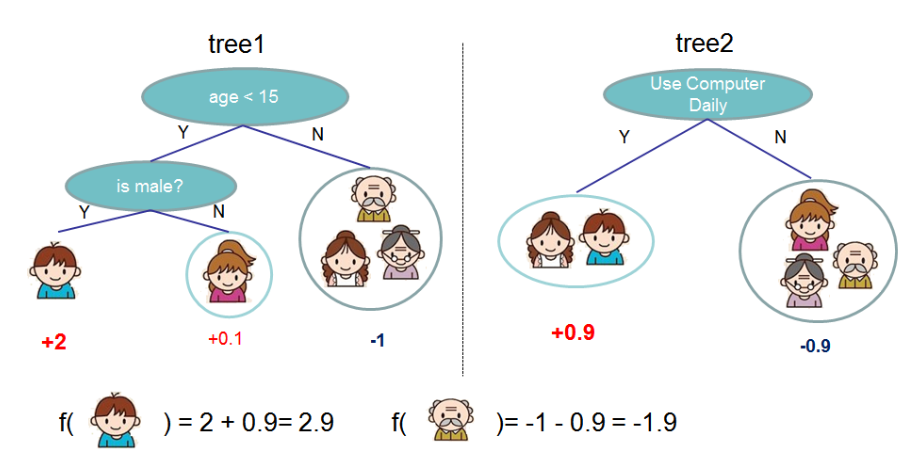 tree1
age < 15
Y
N
is male?
Y
N
+2
+0.1
-1
tree2
Use Computer
Daily
Y
N
+0.9
-0.9
f( ) = 2 + 0.9= 2.9
f( )= -1 - 0.9 = -1.9